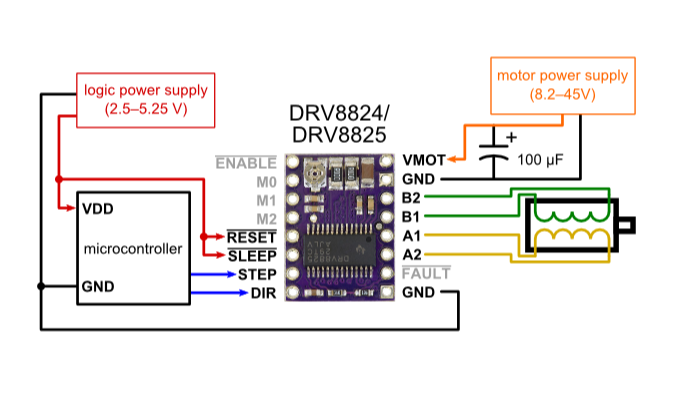 logic power supply
(2.5–5.25 V)
motor power supply
(8.2–45V)
DRV8824/
DRV8825
+
100 µF
ENABLE
M0
M1
M2
RESET
SLEEP
STEP
DIR
VMOT
GND
B2
B1
A1
A2
FAULT
GND
VDD
microcontroller
GND